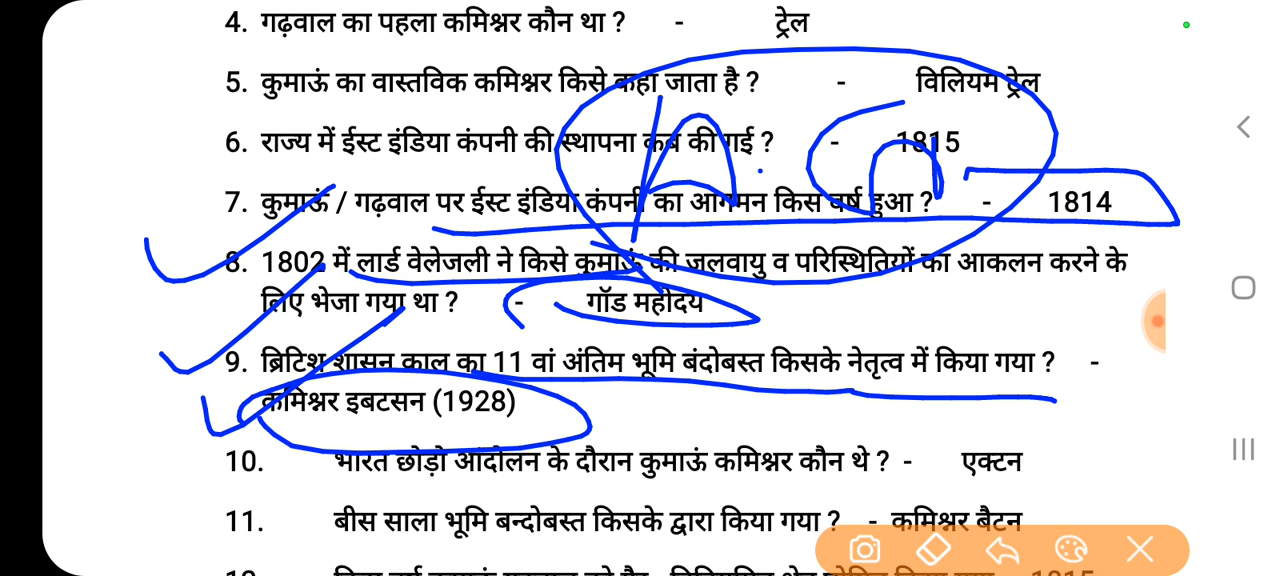 4. गढ़वाल का पहला कमिश्नर कौन था ? - ट्रेल
5. कुमाऊं का वास्तविक कमिश्नर किसे कहा जाता है ? - विलियम ट्रेल
6. राज्य में ईस्ट इंडिया कंपनी की स्थापना कब की गई ? - 1815
7. कुमाऊं / गढ़वाल पर ईस्ट इंडिया कंपनी का आगमन किस वर्ष हुआ ? - 1814
8. 1802 में लार्ड वेलेजली ने किसे कुमाऊं की जलवायु व परिस्थितियों का आकलन करने के
लिए भेजा गया था ? - गॉड महोदय
9. ब्रिटिश शासन काल का 11 वां अंतिम भूमि बंदोबस्त किसके नेतृत्व में किया गया ? -
कमिश्नर इबटसन (1928)
10. भारत छोड़ो आंदोलन के दौरान कुमाऊं कमिश्नर कौन थे ? - एक्टन
11. बीस साला भूमि बन्दोबस्त किसके द्वारा किया गया ? - कमिश्नर बैटन